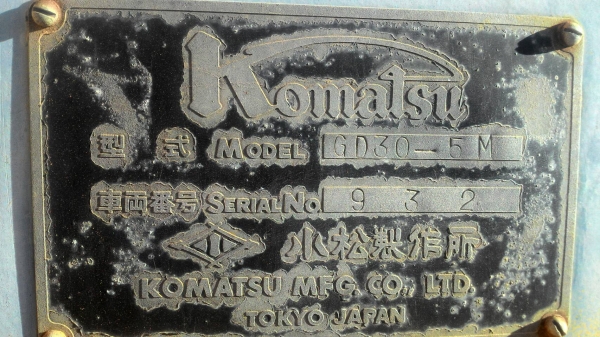 Komatsu
型式 MODEL GD30-5M
車両番号 SERIAL NO. 932
小松製作所
KOMATSU MFG. CO., LTD.
TOKYO JAPAN